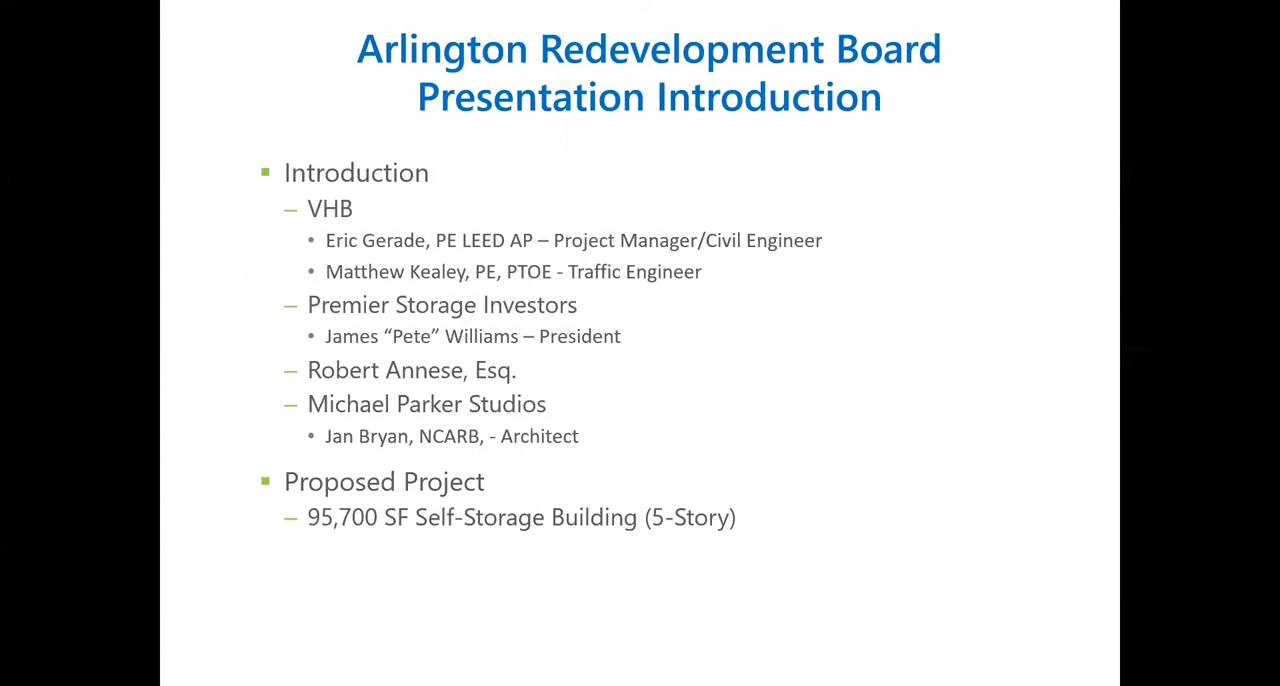 Arlington Redevelopment Board
Presentation Introduction
▪ Introduction
– VHB
• Eric Gerade, PE LEED AP – Project Manager/Civil Engineer
• Matthew Kealey, PE, PTOE - Traffic Engineer
– Premier Storage Investors
• James “Pete” Williams – President
– Robert Annese, Esq.
– Michael Parker Studios
• Jan Bryan, NCARB, - Architect
▪ Proposed Project
– 95,700 SF Self-Storage Building (5-Story)